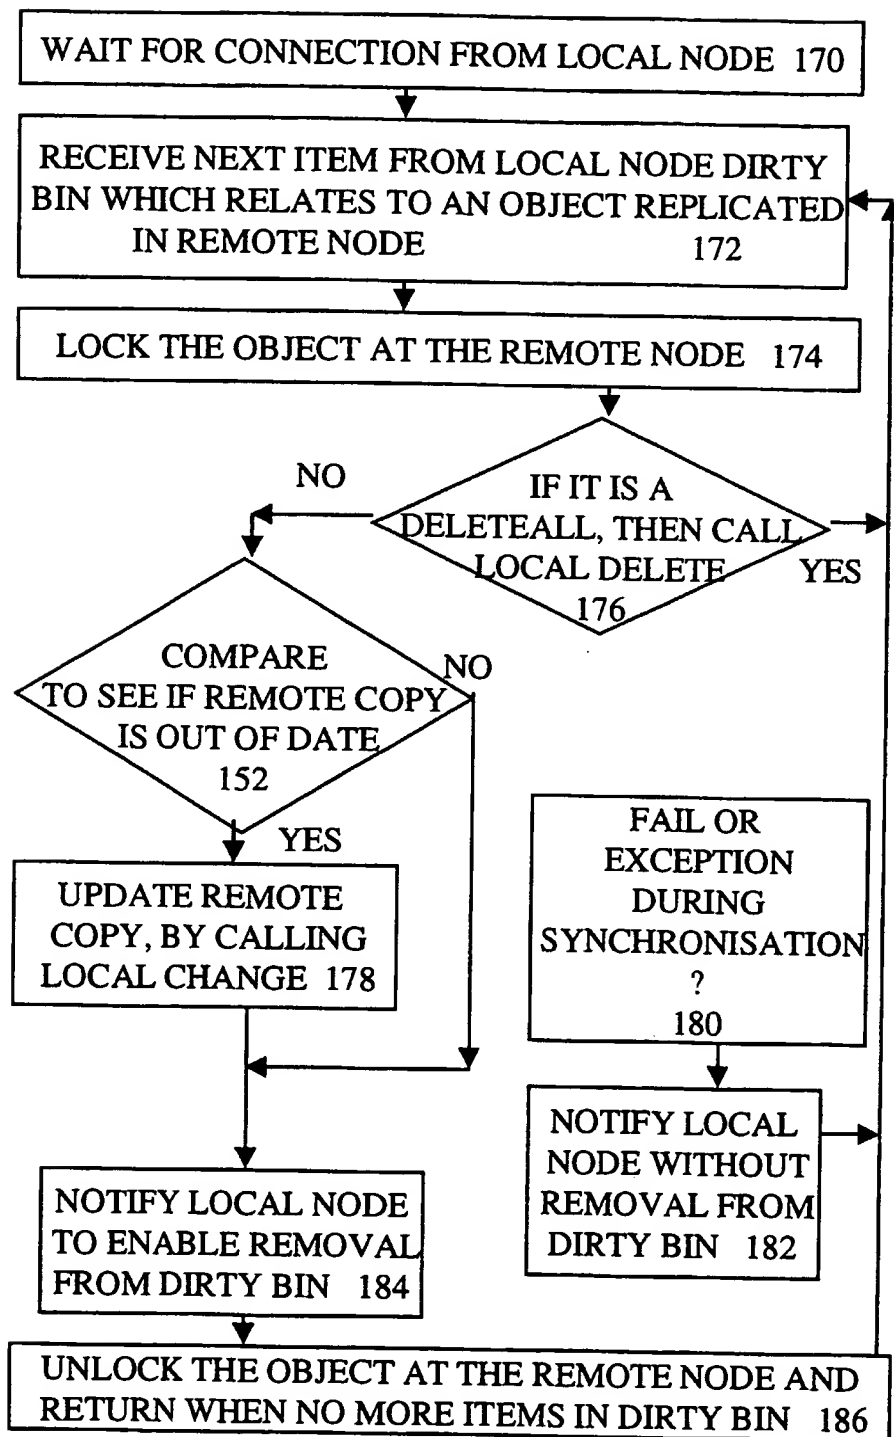 WAIT FOR CONNECTION FROM LOCAL NODE 170
RECEIVE NEXT ITEM FROM LOCAL NODE DIRTY
BIN WHICH RELATES TO AN OBJECT REPLICATED
IN REMOTE NODE 172
LOCK THE OBJECT AT THE REMOTE NODE 174
NO
IF IT IS A
DELETEALL, THEN CALL
LOCAL DELETE
176
YES
COMPARE
TO SEE IF REMOTE COPY
IS OUT OF DATE
152
NO
YES
UPDATE REMOTE
COPY, BY CALLING
LOCAL CHANGE 178
FAIL OR
EXCEPTION
DURING
SYNCHRONISATION
?
180
NOTIFY LOCAL
NODE WITHOUT
REMOVAL FROM
DIRTY BIN 182
NOTIFY LOCAL NODE
TO ENABLE REMOVAL
FROM DIRTY BIN 184
UNLOCK THE OBJECT AT THE REMOTE NODE AND
RETURN WHEN NO MORE ITEMS IN DIRTY BIN 186